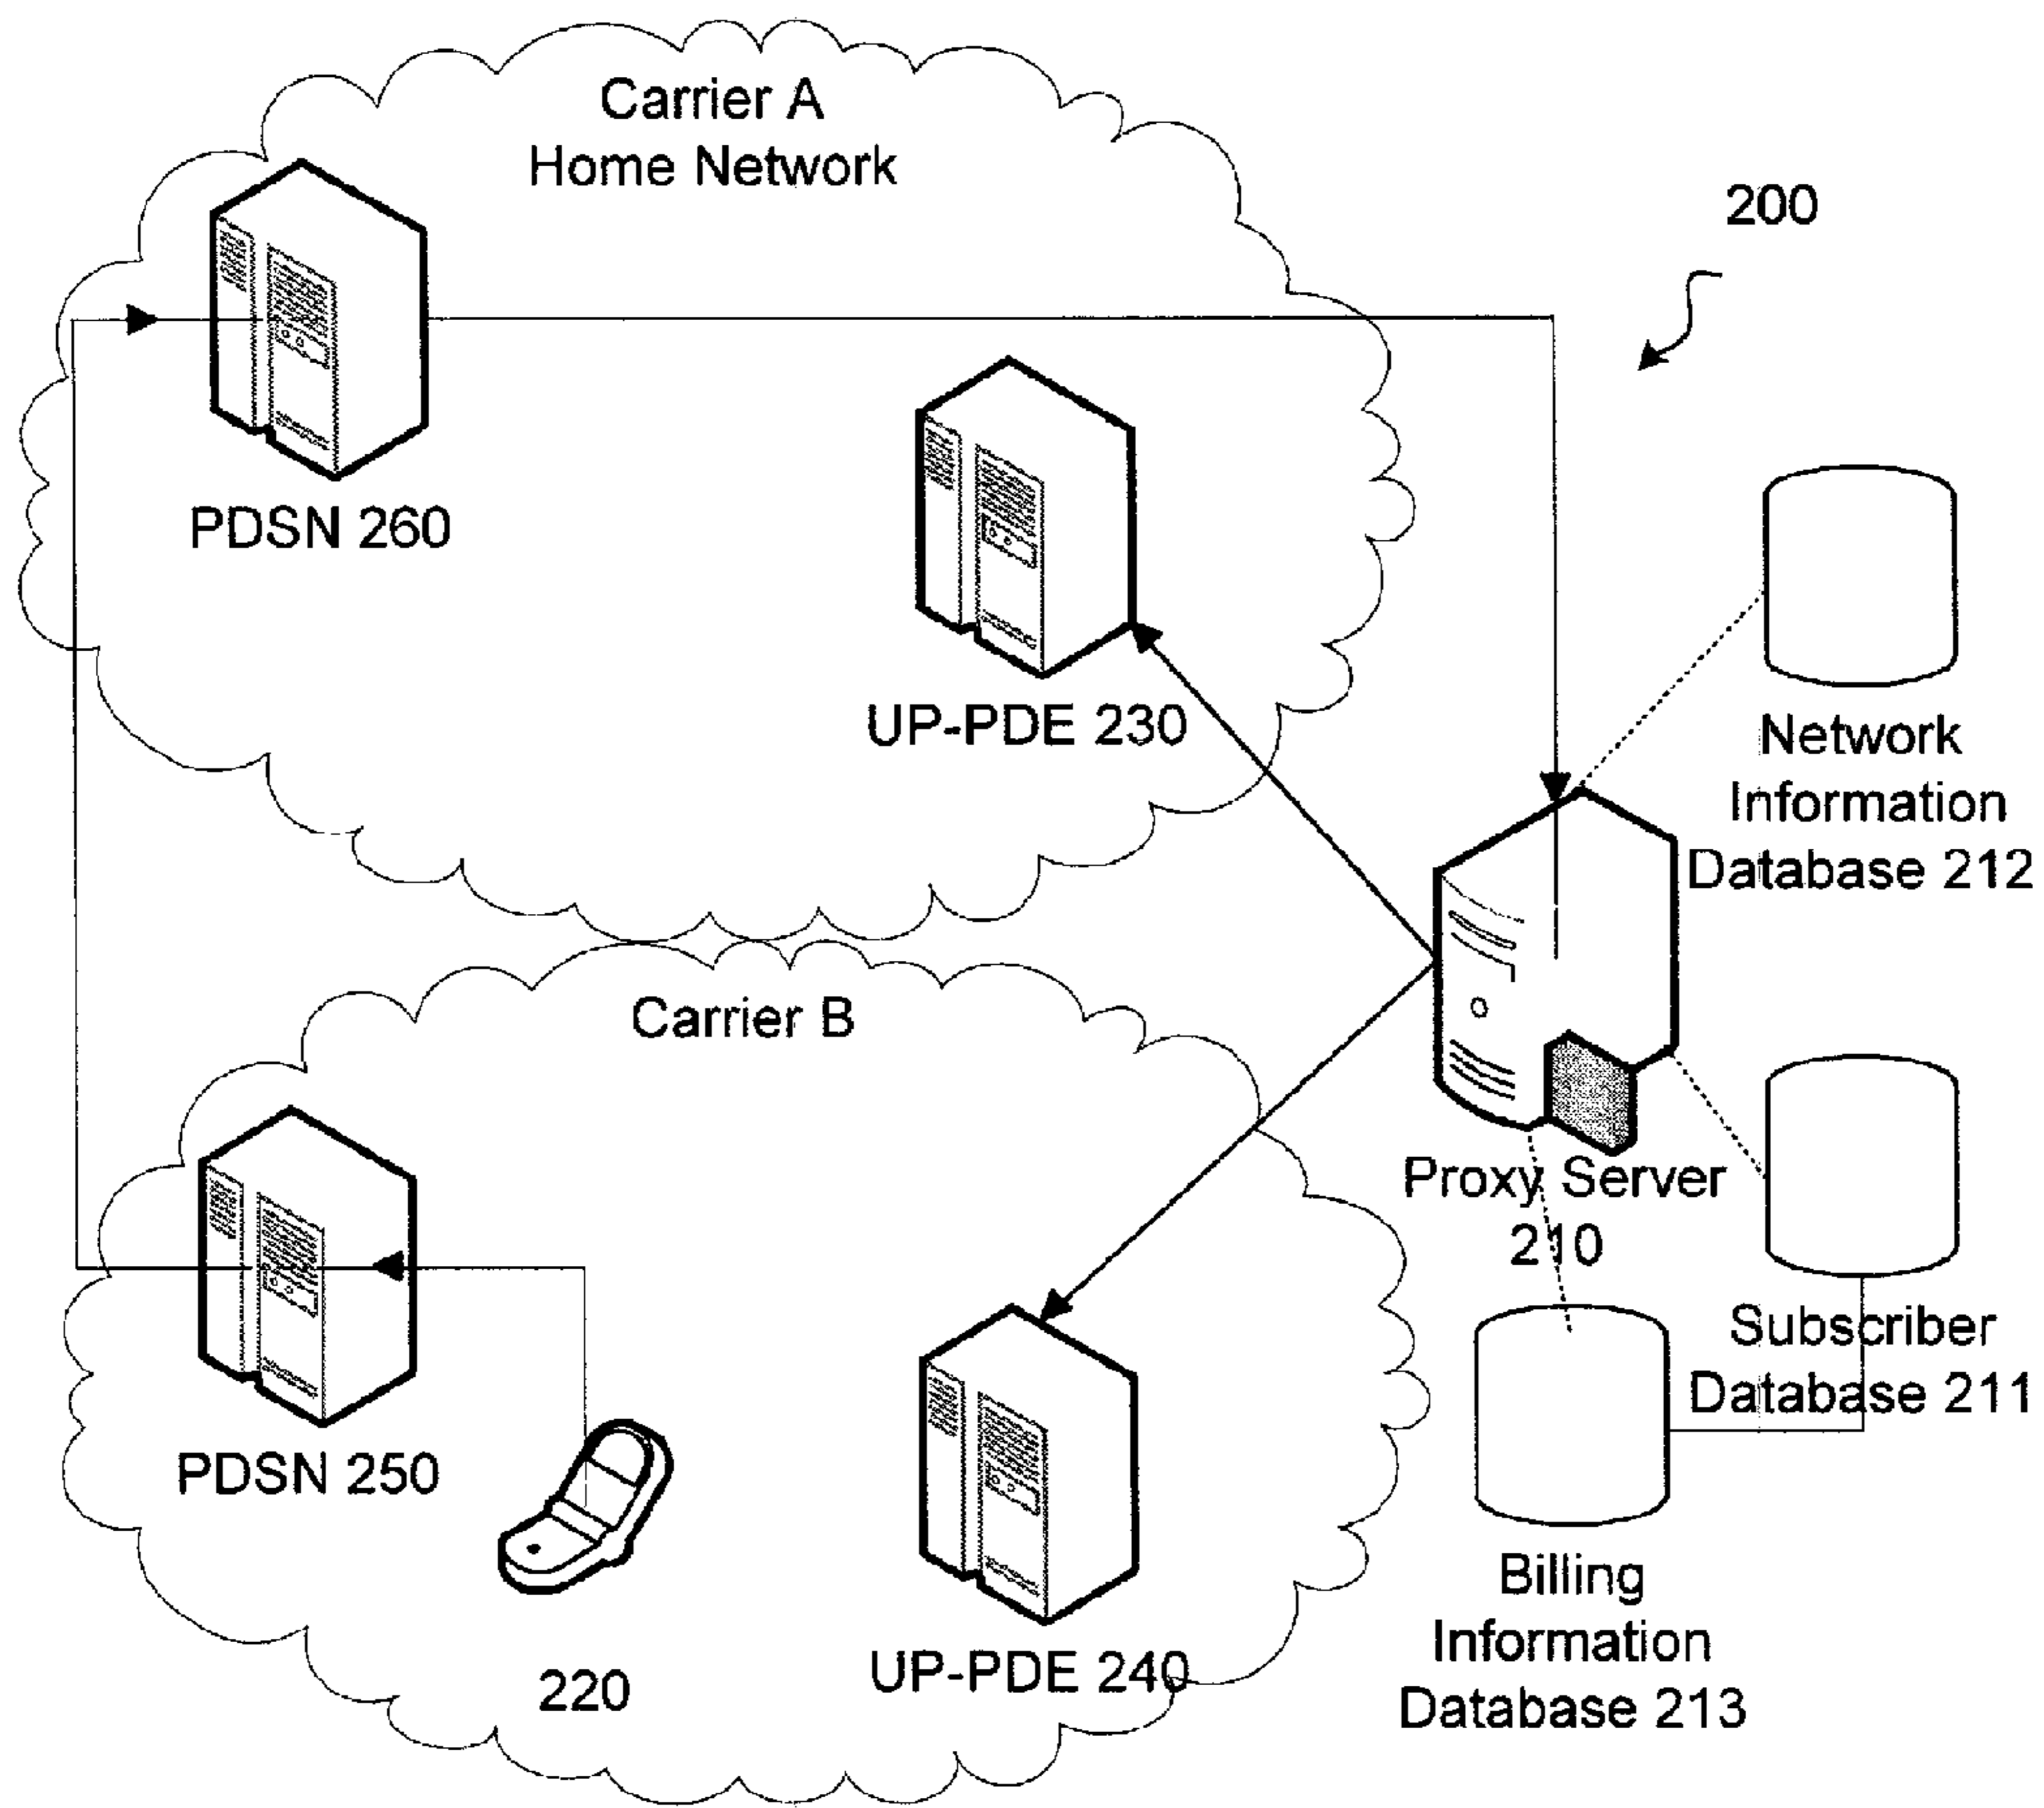 Carrier A
Home Network
200
PDSN 260
UP-PDE 230
Network
Information
Database 212
Carrier B
Proxy Server
210
Subscriber
Database 211
PDSN 250
220
UP-PDE 240
Billing
Information
Database 213